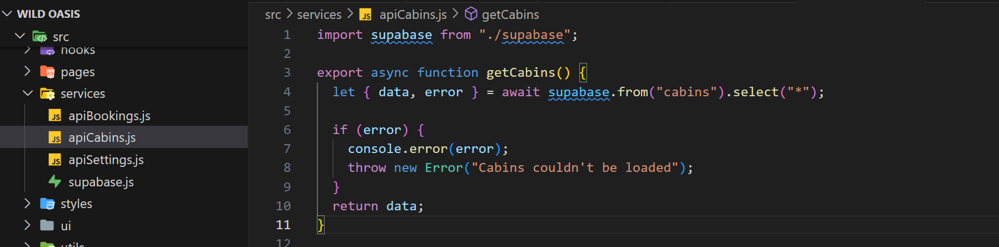 WILD OASIS
src
hooks
pages
services
apiBookings.js
apiCabins.js
apiSettings.js
supabase.js
styles
ui
utils
src > services > JS apiCabins.js > getCabins
1 import supabase from "./supabase";
2
3 export async function getCabins() {
4 let { data, error } = await supabase.from("cabins").select("*");
5
6 if (error) {
7 console.error(error);
8 throw new Error("Cabins couldn't be loaded");
9 }
10 return data;
11 }
12